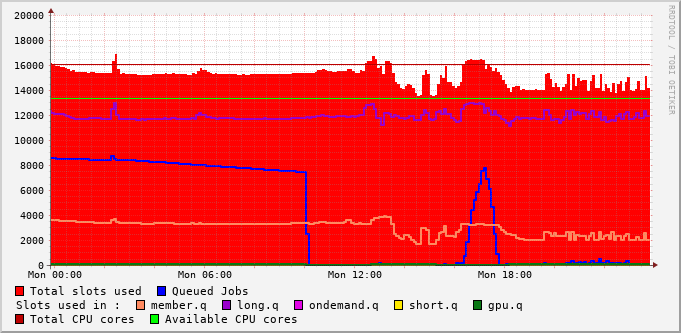 RRDTOOL / TOBI OETIKER
20000
18000
16000
14000
12000
10000
8000
6000
4000
2000
0
Mon 00:00 Mon 06:00 Mon 12:00 Mon 18:00
Total slots used Queued Jobs
Slots used in : member.q long.q ondemand.q short.q gpu.q
Total CPU cores Available CPU cores